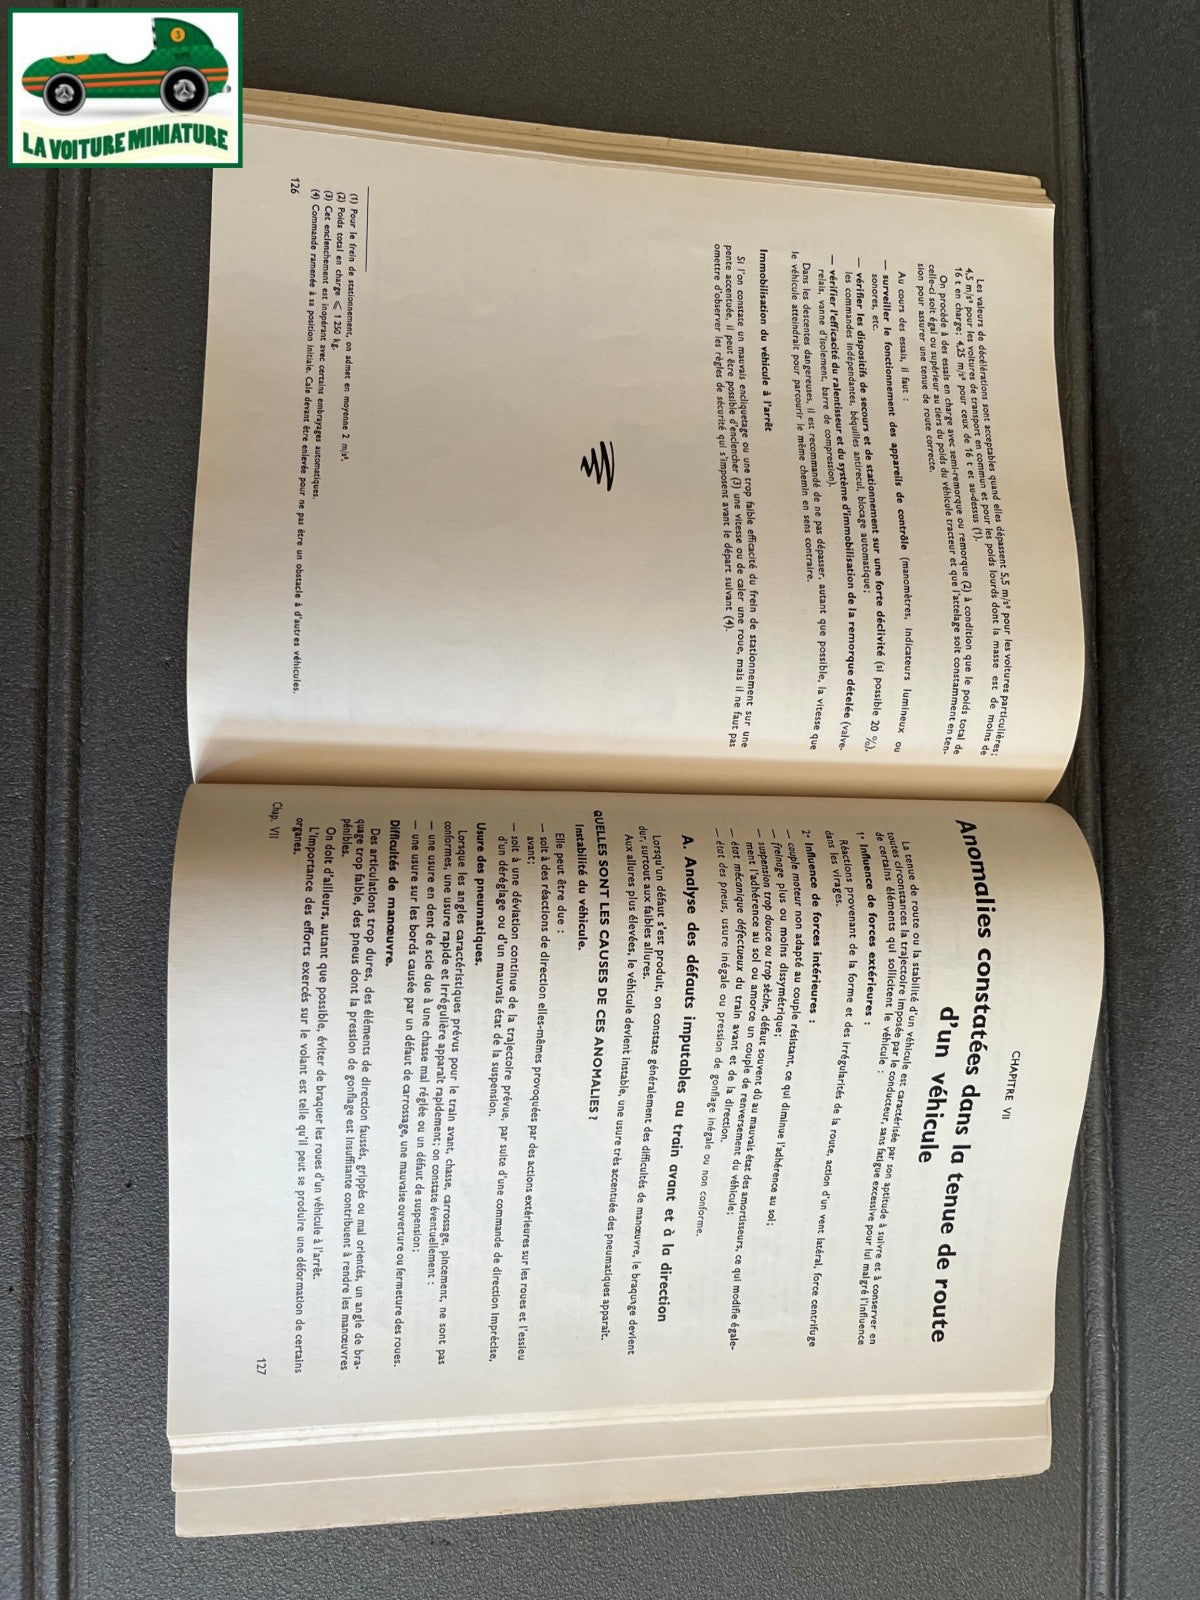 3
5
LA VOITURE MINIATURE
Les valeurs de décélérations sont acceptables quand elles dépassent 5,5 m/s² pour les voitures particulières;
4,5 m/s² pour les voitures de transport en commun et pour les poids lourds dont la masse est de moins de
16 t en charge; 4,25 m/s² pour ceux de 16 t et au-dessus (1).
On procède à des essais en charge avec semi-remorque ou remorque (2) à condition que le poids total de
celle-ci soit égal ou supérieur au tiers du poids du véhicule tracteur et que l'attelage soit constamment en ten-
sion pour assurer une tenue de route correcte.
Au cours des essais, il faut :
— surveiller le fonctionnement des appareils de contrôle (manomètres, indicateurs lumineux ou
sonores, etc.
— vérifier les dispositifs de secours et de stationnement sur une forte déclivité (si possible 20 %),
les commandes indépendantes, béquilles antirecul, blocage automatique;
— vérifier l'efficacité du ralentisseur et du système d'immobilisation de la remorque dételée (valve-
relais, vanne d'isolement, barre de compression).
Dans les descentes dangereuses, il est recommandé de ne pas dépasser, autant que possible, la vitesse que
le véhicule atteindrait pour parcourir le même chemin en sens contraire.
Immobilisation du véhicule à l'arrêt
Si l'on constate un mauvais encliquetage ou une trop faible efficacité du frein de stationnement sur une
pente accentuée, il peut être possible d'enclencher (3) une vitesse ou de caler une roue, mais il ne faut pas
omettre d'observer les règles de sécurité qui s'imposent avant le départ suivant (4).
(1) Pour le frein de stationnement, on admet en moyenne 2 m/s².
(2) Poids total en charge ⩽ 1 250 kg.
(3) Cet enclenchement est inopérant avec certains embrayages automatiques.
(4) Commande ramenée à sa position initiale. Cale devant être enlevée pour ne pas être un obstacle à d'autres véhicules.
126
CHAPITRE VII
Anomalies constatées dans la tenue de route
d'un véhicule
La tenue de route ou la stabilité d'un véhicule est caractérisée par son aptitude à suivre et à conserver en
toutes circonstances la trajectoire imposée par le conducteur, sans fatigue excessive pour lui malgré l'influence
de certains éléments qui sollicitent le véhicule :
1° Influence de forces extérieures :
Réactions provenant de la forme et des irrégularités de la route, action d'un vent latéral, force centrifuge
dans les virages.
2° Influence de forces intérieures :
— couple moteur non adapté au couple résistant, ce qui diminue l'adhérence au sol;
— freinage plus ou moins dissymétrique;
— suspension trop douce ou trop sèche, défaut souvent dû au mauvais état des amortisseurs, ce qui modifie égale-
ment l'adhérence au sol ou amorce un couple de renversement du véhicule;
— état mécanique défectueux du train avant et de la direction.
— état des pneus, usure inégale ou pression de gonflage inégale ou non conforme.
A. Analyse des défauts imputables au train avant et à la direction
Lorsqu'un défaut s'est produit, on constate généralement des difficultés de manœuvre, le braquage devient
dur, surtout aux faibles allures.
Aux allures plus élevées, le véhicule devient instable, une usure très accentuée des pneumatiques apparaît.
QUELLES SONT LES CAUSES DE CES ANOMALIES ?
Instabilité du véhicule.
Elle peut être due :
— soit à des réactions de direction elles-mêmes provoquées par des actions extérieures sur les roues et l'essieu
avant;
— soit à une déviation continue de la trajectoire prévue par suite d'une commande de direction imprécise,
d'un déréglage ou d'un mauvais état de la suspension.
Usure des pneumatiques.
Lorsque les angles caractéristiques prévus pour le train avant, chasse, carrossage, pincement, ne sont pas
conformes, une usure rapide et irrégulière apparaît rapidement; on constate éventuellement :
— une usure en dent de scie due à une chasse mal réglée ou un défaut de suspension;
— une usure sur les bords causée par un défaut de carrossage, une mauvaise ouverture ou fermeture des roues.
Difficultés de manœuvre.
Des articulations trop dures, des éléments de direction faussés, grippés ou mal orientés, un angle de bra-
quage trop faible, des pneus dont la pression de gonflage est insuffisante contribuent à rendre les manœuvres
pénibles.
On doit d'ailleurs, autant que possible, éviter de braquer les roues d'un véhicule à l'arrêt.
L'importance des efforts exercés sur le volant est telle qu'il peut se produire une déformation de certains
organes.
Chap. VII
127